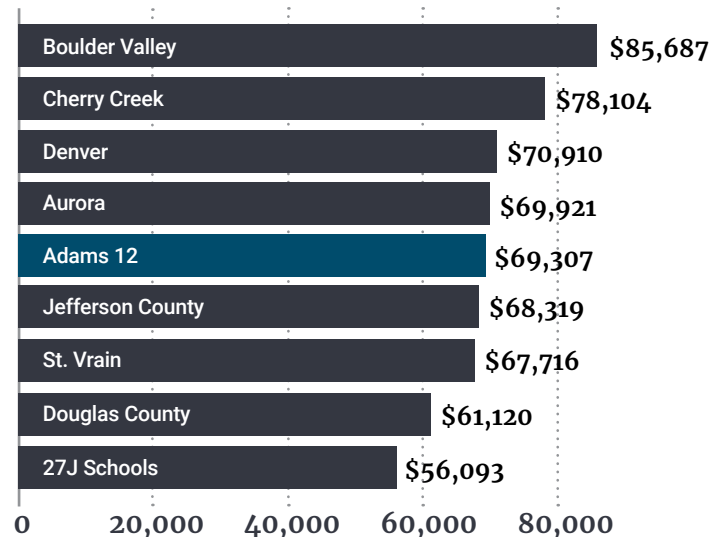 Boulder Valley $85,687
Cherry Creek $78,104
Denver $70,910
Aurora $69,921
Adams 12 $69,307
Jefferson County $68,319
St. Vrain $67,716
Douglas County $61,120
27J Schools $56,093
0 20,000 40,000 60,000 80,000